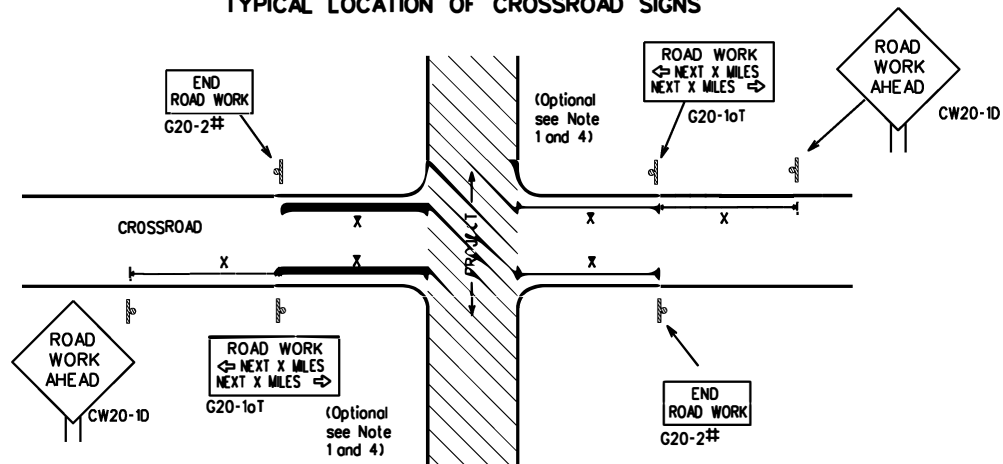 TYPICAL LOCATION OF CROSSROAD SIGNS
END
ROAD WORK
G20-2#
(Optional
see Note
1 and 4)
ROAD WORK
⇦ NEXT X MILES
NEXT X MILES ⇨
G20-1aT
ROAD
WORK
AHEAD
CW20-1D
CROSSROAD
X
X
X
PROJECT
X
X
X
ROAD
WORK
AHEAD
CW20-1D
ROAD WORK
⇦ NEXT X MILES
NEXT X MILES ⇨
G20-1aT
(Optional
see Note
1 and 4)
END
ROAD WORK
G20-2#